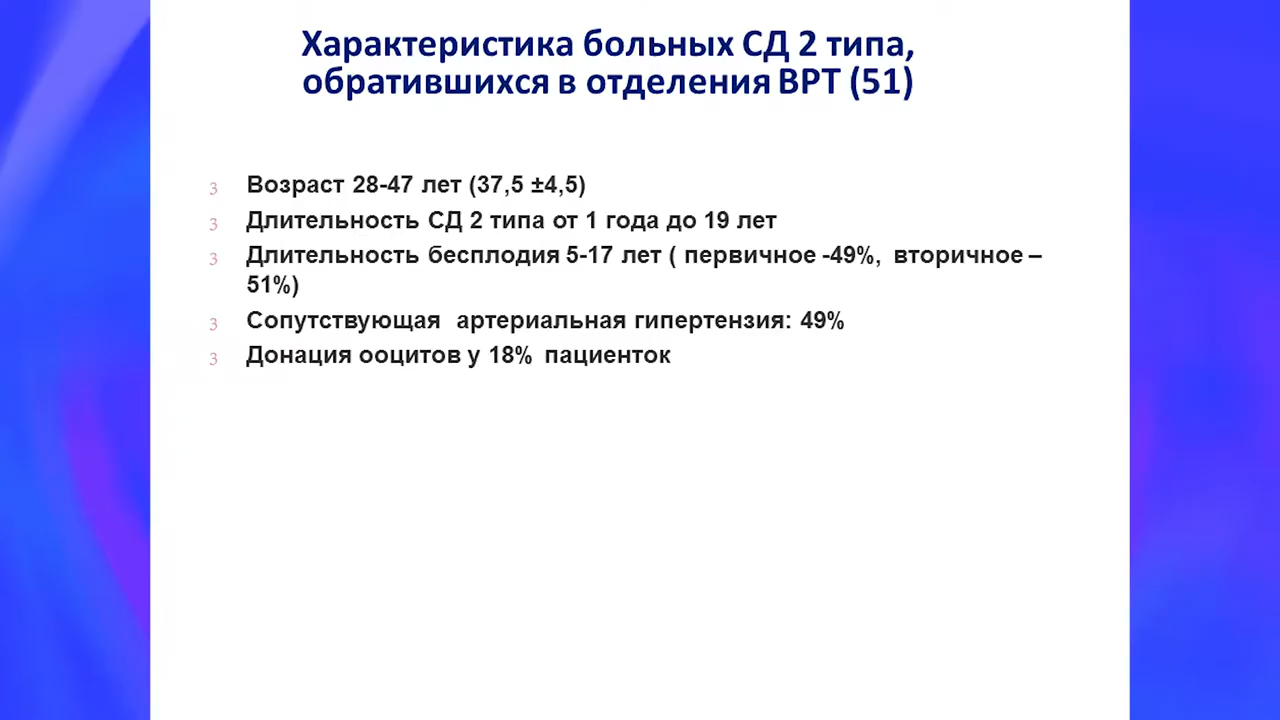 Характеристика больных СД 2 типа,
обратившихся в отделения ВРТ (51)
з Возраст 28-47 лет (37,5 ±4,5)
з Длительность СД 2 типа от 1 года до 19 лет
з Длительность бесплодия 5-17 лет ( первичное -49%, вторичное –
51%)
з Сопутствующая артериальная гипертензия: 49%
з Донация ооцитов у 18% пациенток